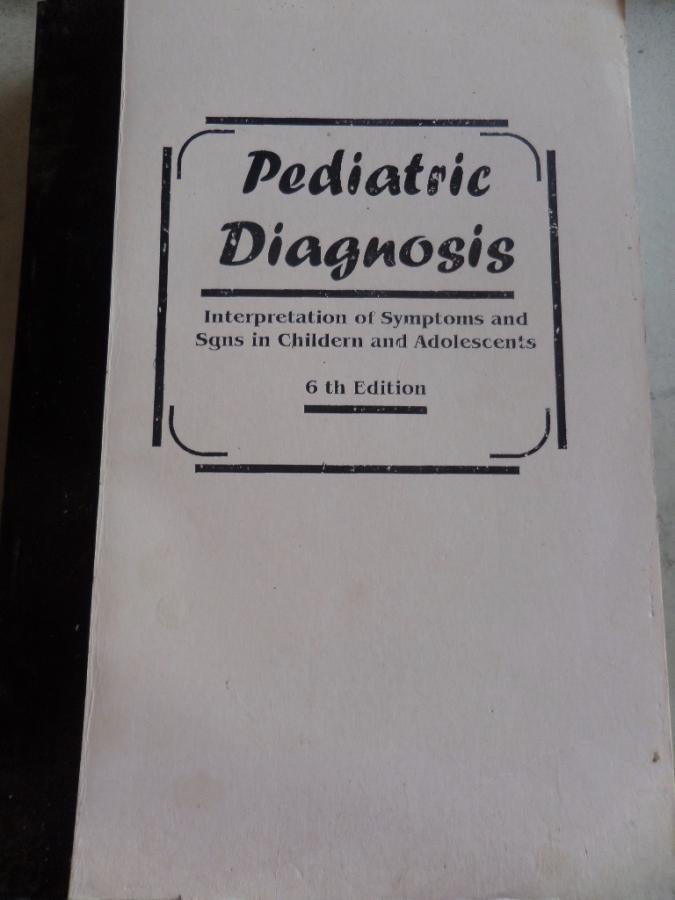 Pediatric
Diagnosis
Interpretation of Symptoms and
Sgns in Childern and Adolescents
6 th Edition